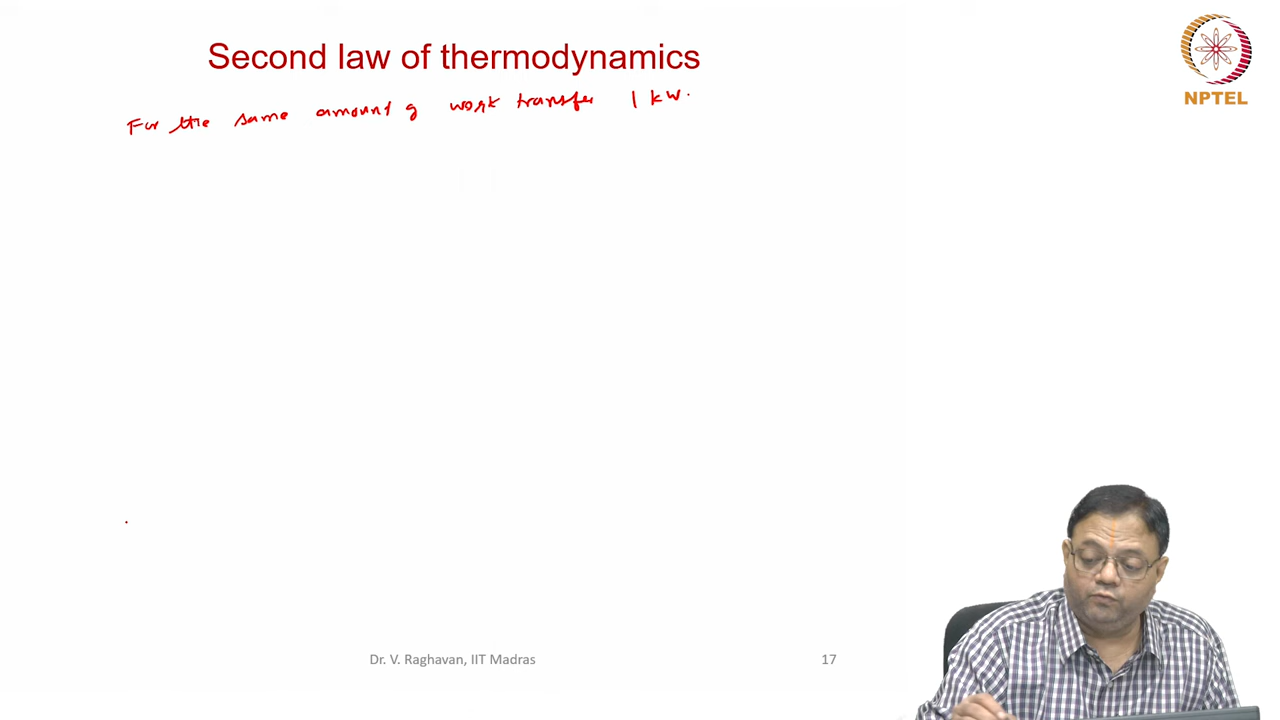 Second law of thermodynamics
NPTEL
For the same amount of work transfer 1 kW.
Dr. V. Raghavan, IIT Madras
17